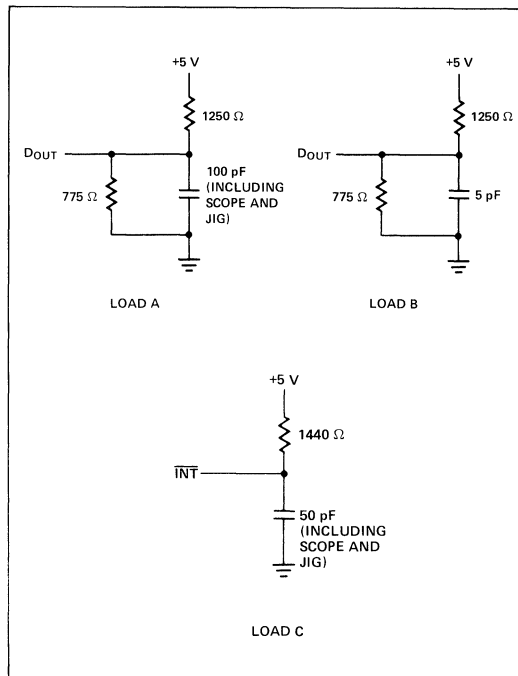 +5 V
1250 Ω
DOUT
775 Ω
100 pF
(INCLUDING
SCOPE AND
JIG)
LOAD A
+5 V
1250 Ω
DOUT
775 Ω
5 pF
LOAD B
+5 V
1440 Ω
INT
50 pF
(INCLUDING
SCOPE AND
JIG)
LOAD C